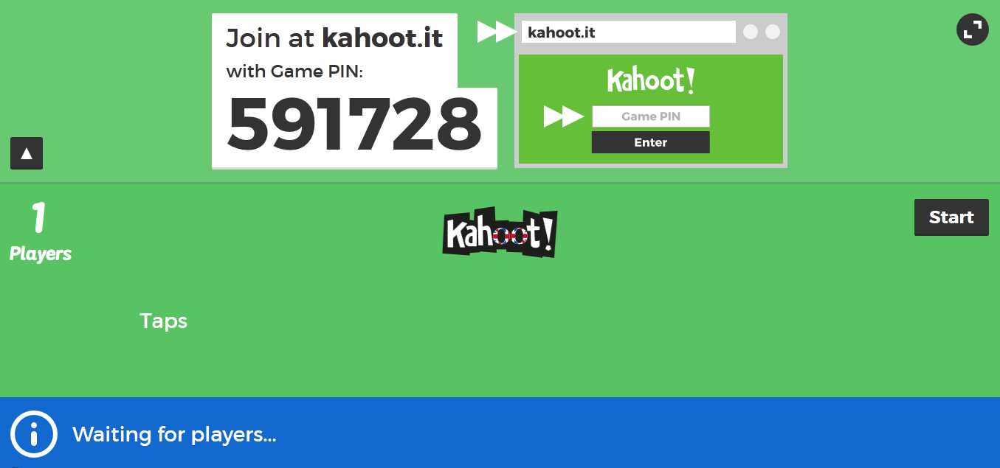 Join at kahoot.it
with Game PIN:
591728
kahoot.it
Kahoot!
Game PIN
Enter
1
Players
Kahoot!
Start
Taps
Waiting for players...